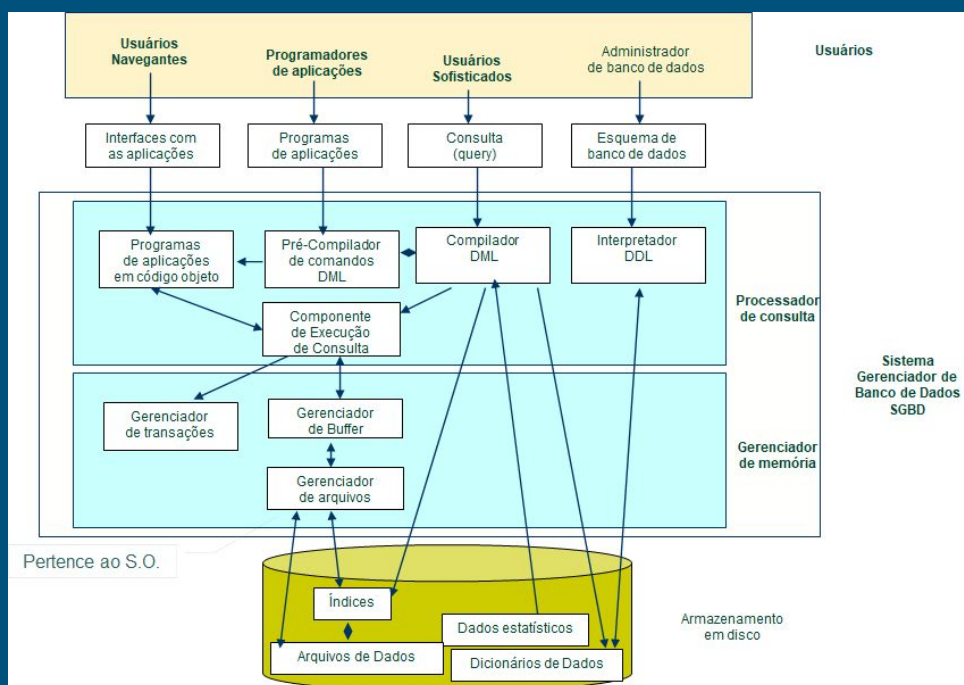 Usuários
Navegantes
Programadores
de aplicações
Usuários
Sofisticados
Administrador
de banco de dados
Usuários
Interfaces com
as aplicações
Programas
de aplicações
Consulta
(query)
Esquema de
banco de dados
Programas
de aplicações
em código objeto
Pré-Compilador
de comandos
DML
Compilador
DML
Interpretador
DDL
Componente
de Execução
de Consulta
Processador
de consulta
Sistema
Gerenciador de
Banco de Dados
SGBD
Gerenciador
de transações
Gerenciador
de Buffer
Gerenciador
de arquivos
Gerenciador
de memória
Pertence ao S.O.
Índices
Dados estatísticos
Arquivos de Dados
Dicionários de Dados
Armazenamento
em disco